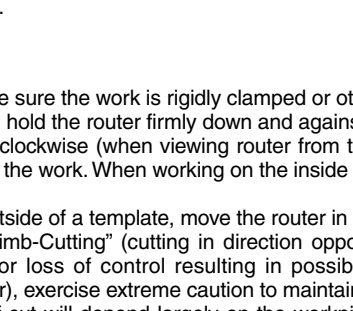 .
e sure the work is rigidly clamped or ot
hold the router firmly down and agains
clockwise (when viewing router from t
the work. When working on the inside
tside of a template, move the router in
imb-Cutting” (cutting in direction oppo
or loss of control resulting in possib
r), exercise extreme caution to maintain
cut will depend largely on the workpi